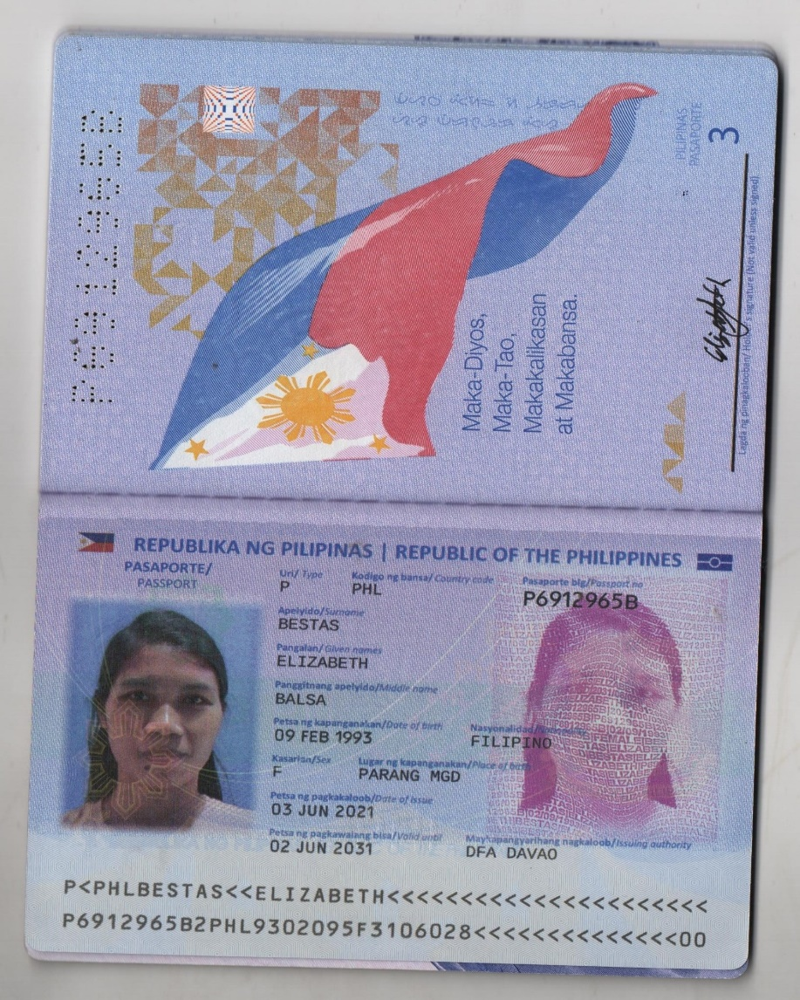 P6912965B
PILIPINAS
PASAPORTE
3
Maka-Diyos,
Maka-Tao,
Makakalikasan
at Makabansa.
Lagda ng pinagkalooban/ Holder's signature (Not valid unless signed)
REPUBLIKA NG PILIPINAS | REPUBLIC OF THE PHILIPPINES
PASAPORTE/
PASSPORT
Uri/ Type
Kodigo ng bansa/ Country code
Pasaporte blg/Passport no
P
PHL
P6912965B
Apelyido/Surname
BESTAS
Pangalan/Given names
ELIZABETH
Panggitnang apelyido/Middle name
BALSA
Petsa ng kapanganakan/Date of birth
Nasyonalidad/Nationality
09 FEB 1993
FILIPINO
Kasarian/Sex
Lugar ng kapanganakan/Place of birth
F
PARANG MGD
Petsa ng pagkakaloob/Date of issue
03 JUN 2021
Petsa ng pagkawalang bisa/Valid until
Maykapangyarihang nagkaloob/Issuing authority
02 JUN 2031
DFA DAVAO
P<PHLBESTAS<<ELIZABETH<<<<<<<<<<<<<<<<<<<<<<
P6912965B2PHL9302095F3106028<<<<<<<<<<<<<<00